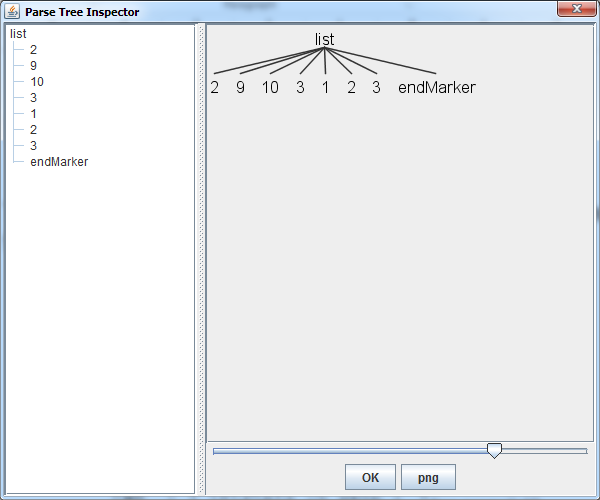 Parse Tree Inspector
list
2
9
10
3
1
2
3
endMarker
list
2 9 10 3 1 2 3 endMarker
OK png